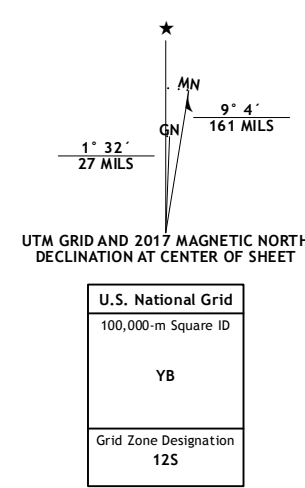 ★
MN
9° 4´
161 MILS
GN
1° 32´
27 MILS
UTM GRID AND 2017 MAGNETIC NORTH
DECLINATION AT CENTER OF SHEET
U.S. National Grid
100,000-m Square ID
YB
Grid Zone Designation
12S